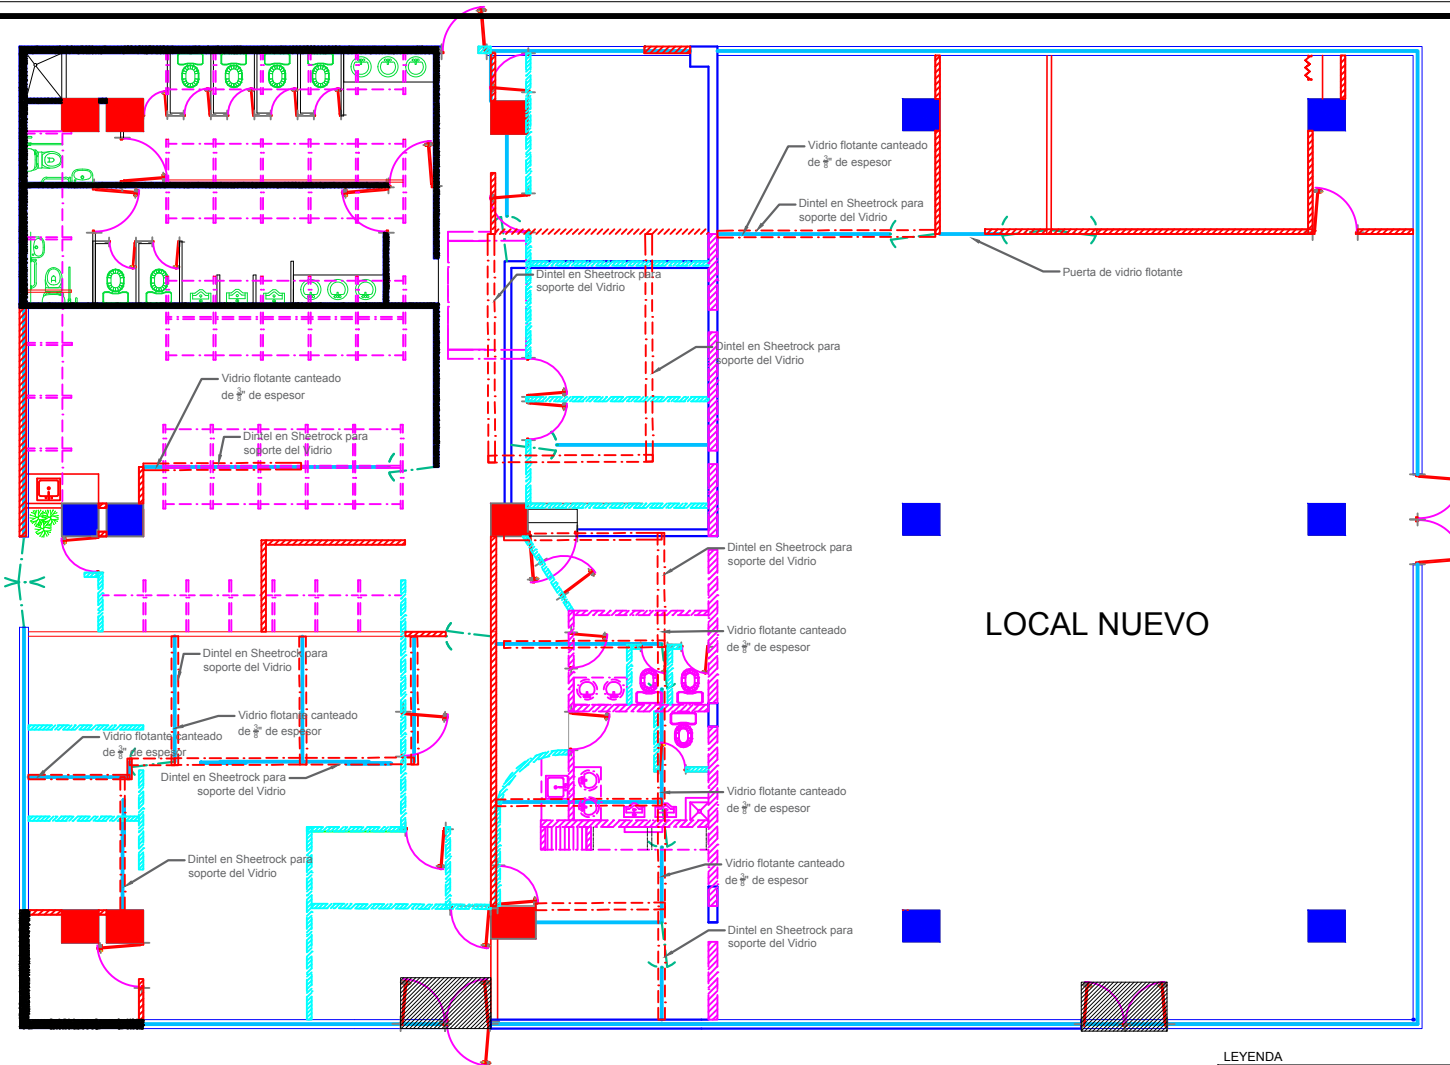 Vidrio flotante canteado
de 3/8" de espesor
Dintel en Sheetrock para
soporte del Vidrio
Puerta de vidrio flotante
Dintel en Sheetrock para
soporte del Vidrio
Dintel en Sheetrock para
soporte del Vidrio
Vidrio flotante canteado
de 3/8" de espesor
Dintel en Sheetrock para
soporte del Vidrio
Dintel en Sheetrock para
soporte del Vidrio
LOCAL NUEVO
Vidrio flotante canteado
de 3/8" de espesor
Dintel en Sheetrock para
soporte del Vidrio
Vidrio flotante canteado
de 3/8" de espesor
Vidrio flotante canteado
de 3/8" de espesor
Dintel en Sheetrock para
soporte del Vidrio
Vidrio flotante canteado
de 3/8" de espesor
Dintel en Sheetrock para
soporte del Vidrio
Vidrio flotante canteado
de 3/8" de espesor
Dintel en Sheetrock para
soporte del Vidrio
LEYENDA